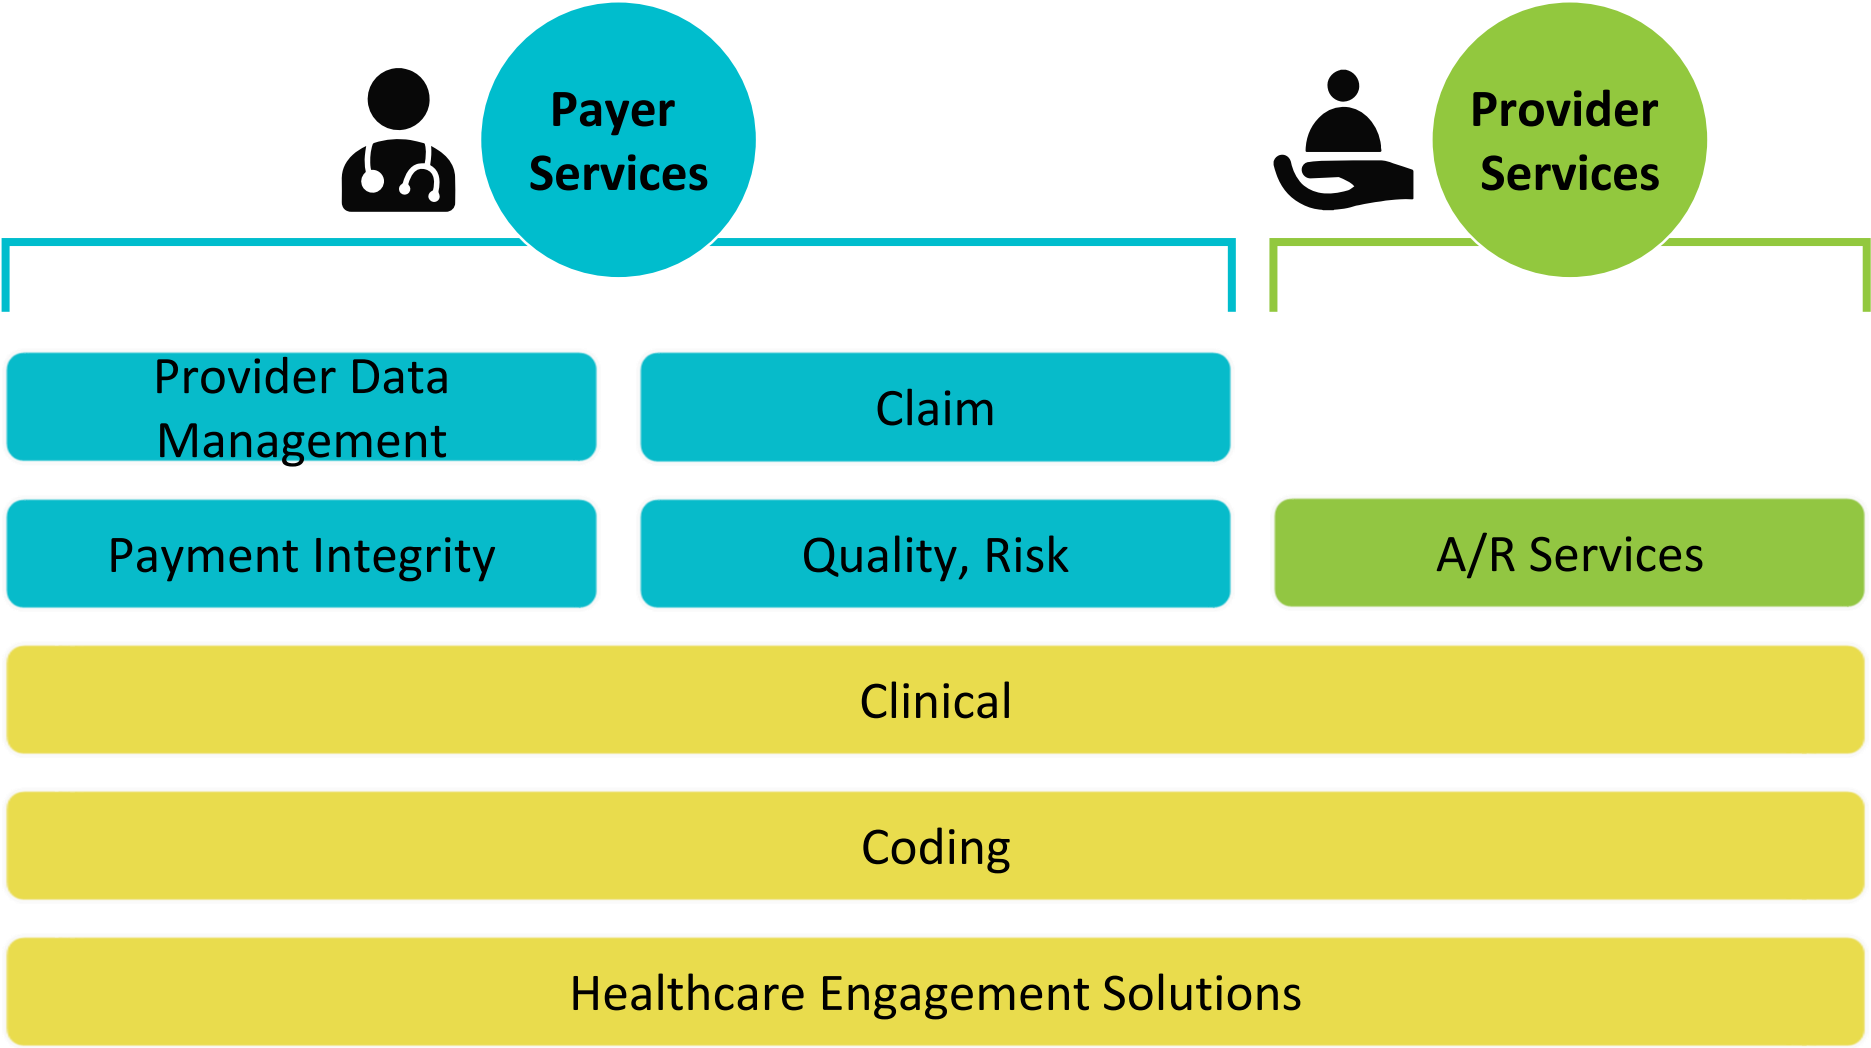 Payer
Services
Provider
Services
Provider Data
Management
Claim
Payment Integrity
Quality, Risk
A/R Services
Clinical
Coding
Healthcare Engagement Solutions